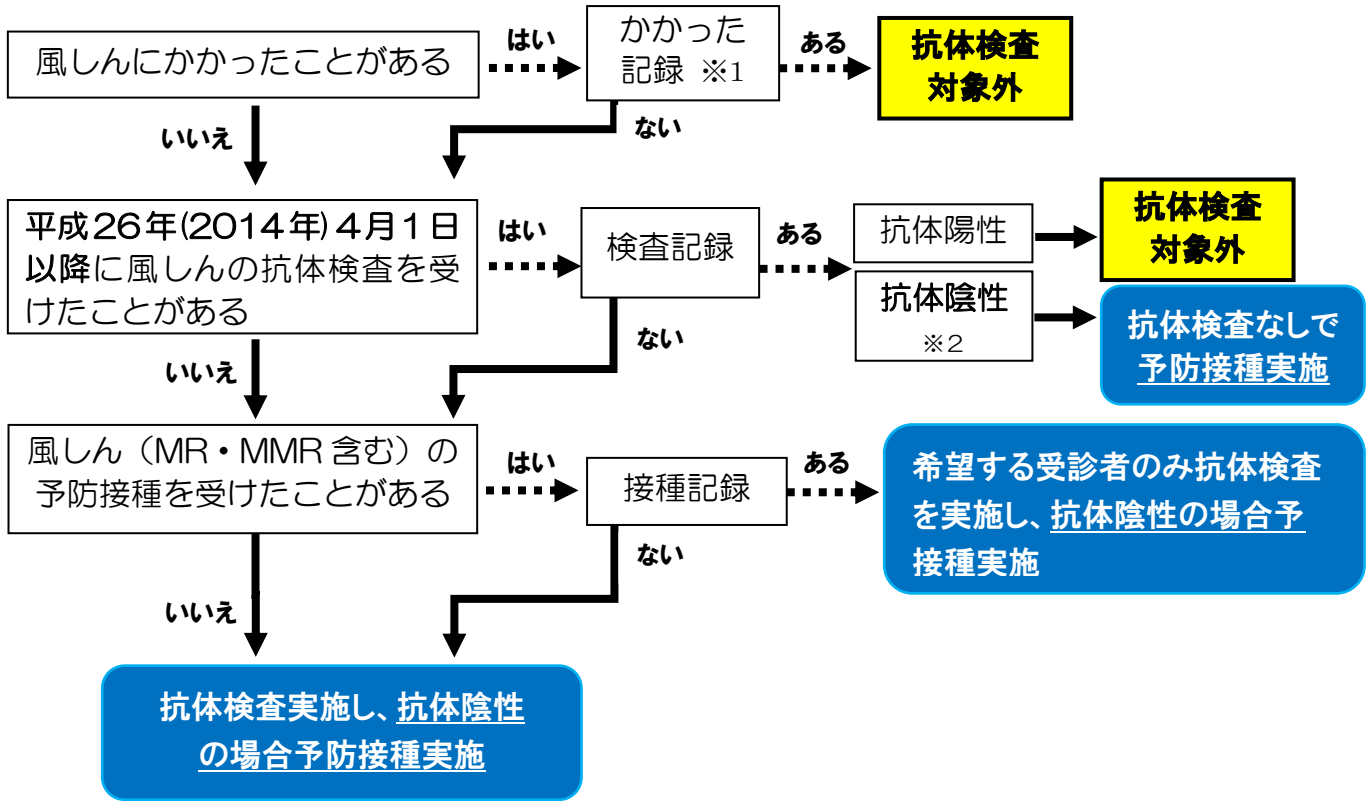 風しんにかかったことがある
はい
かかった
記録 ※1
ある
抗体検査
対象外
いいえ
ない
平成26年(2014年)4月1日
以降に風しんの抗体検査を受
けたことがある
はい
検査記録
ある
抗体陽性
抗体検査
対象外
抗体陰性
※2
抗体検査なしで
予防接種実施
いいえ
ない
風しん（MR・MMR含む）の
予防接種を受けたことがある
はい
接種記録
ある
希望する受診者のみ抗体検査
を実施し、抗体陰性の場合予
接種実施
いいえ
ない
抗体検査実施し、抗体陰性
の場合予防接種実施